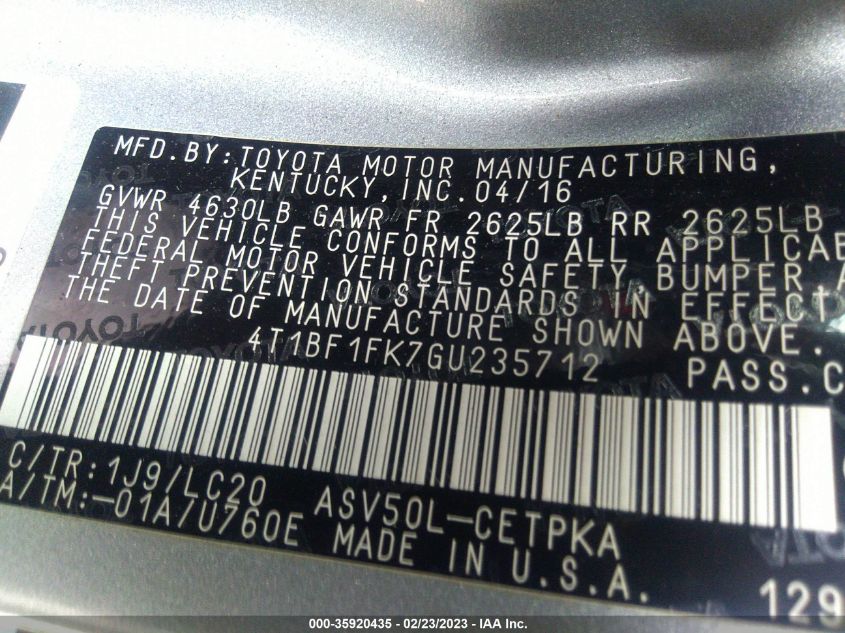 MFD.BY:TOYOTA MOTOR MANUFACTURING,
KENTUCKY,INC.04/16
GVWR 4630LB GAWR FR 2625LB RR 2625LB
THIS VEHICLE CONFORMS TO ALL APPLICAB
FEDERAL MOTOR VEHICLE SAFETY BUMPER,A
THEFT PREVENTION STANDARDS IN EFFECT
THE DATE OF MANUFACTURE SHOWN ABOVE.
4T1BF1FK7GU235712 PASS.C
C/TR:1J9/LC20 ASV50L-CETPKA
A/TM:-01A/U760E MADE IN U.S.A.
129
000-35920435 - 02/23/2023 - IAA Inc.